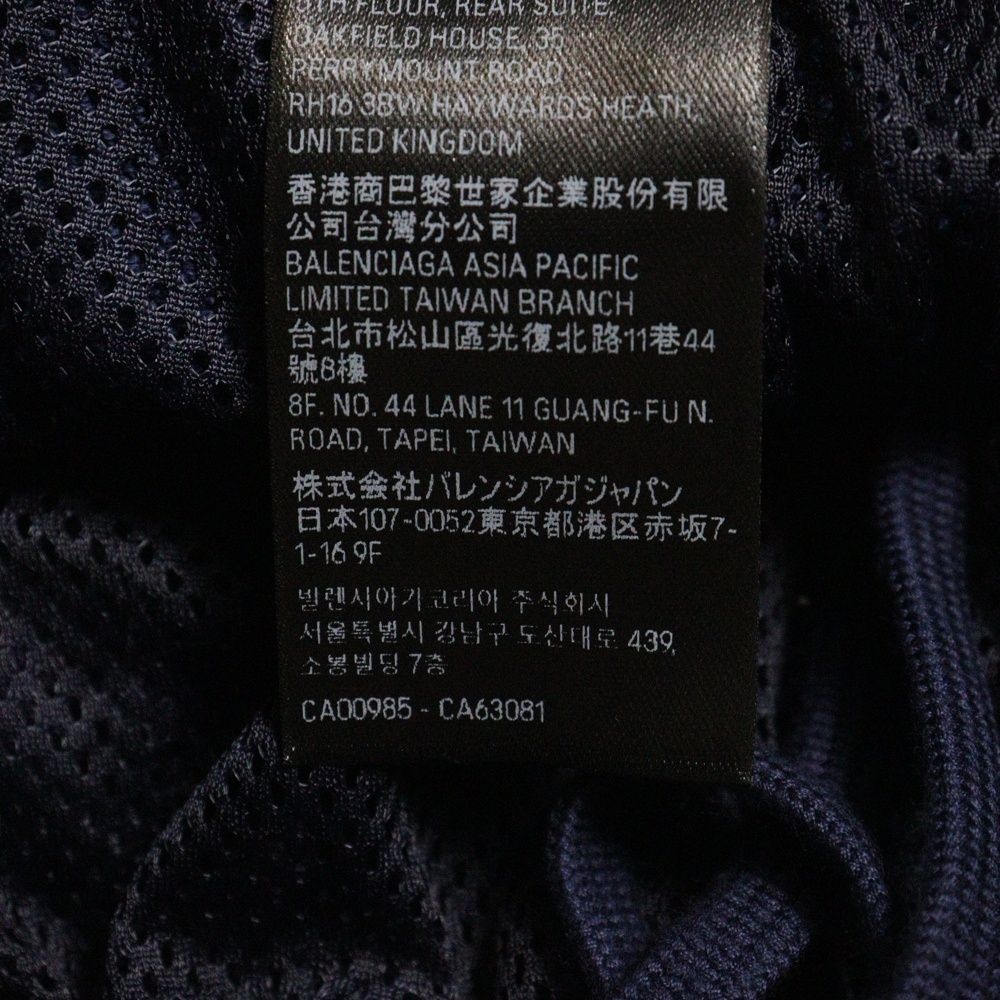 5TH FLOOR, REAR SUITE,
OAKFIELD HOUSE, 35
PERRYMOUNT ROAD
RH16 3BW HAYWARDS HEATH,
UNITED KINGDOM
香港商巴黎世家企業股份有限
公司台灣分公司
BALENCIAGA ASIA PACIFIC
LIMITED TAIWAN BRANCH
台北市松山區光復北路11巷44
號8樓
8F. NO. 44 LANE 11 GUANG-FU N.
ROAD, TAPEI, TAIWAN
株式会社バレンシアガジャパン
日本107-0052東京都港区赤坂7-
1-16 9F
발렌시아가코리아 주식회사
서울특별시 강남구 도산대로 439,
소봉빌딩 7층
CA00985 - CA63081